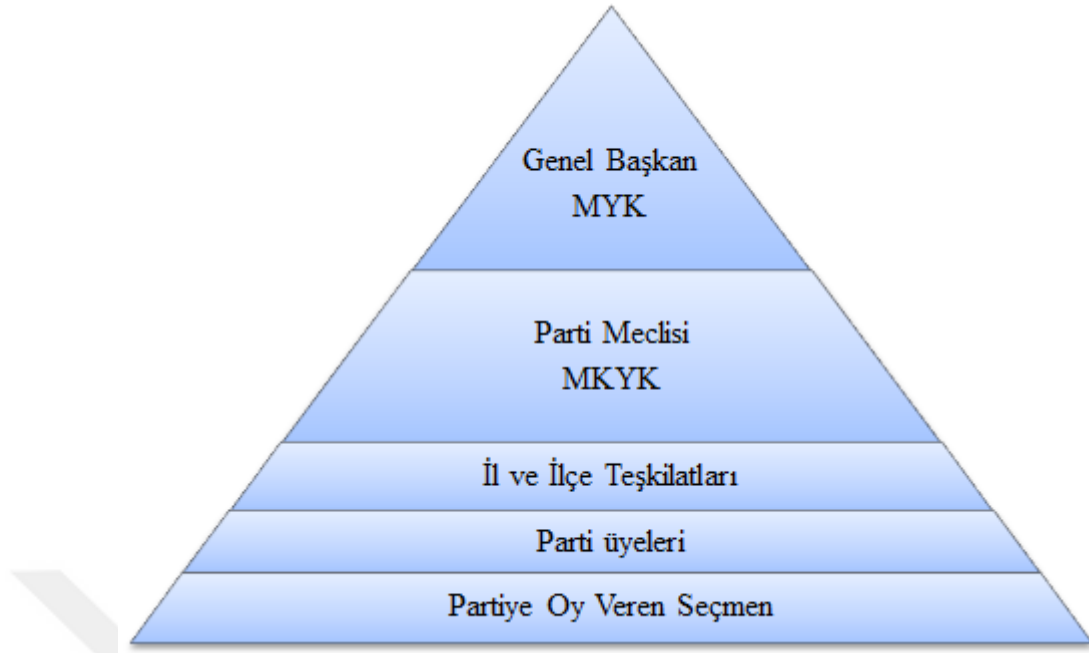 Genel Başkan
MYK
Parti Meclisi
MKYK
İl ve İlçe Teşkilatları
Parti üyeleri
Partiye Oy Veren Seçmen